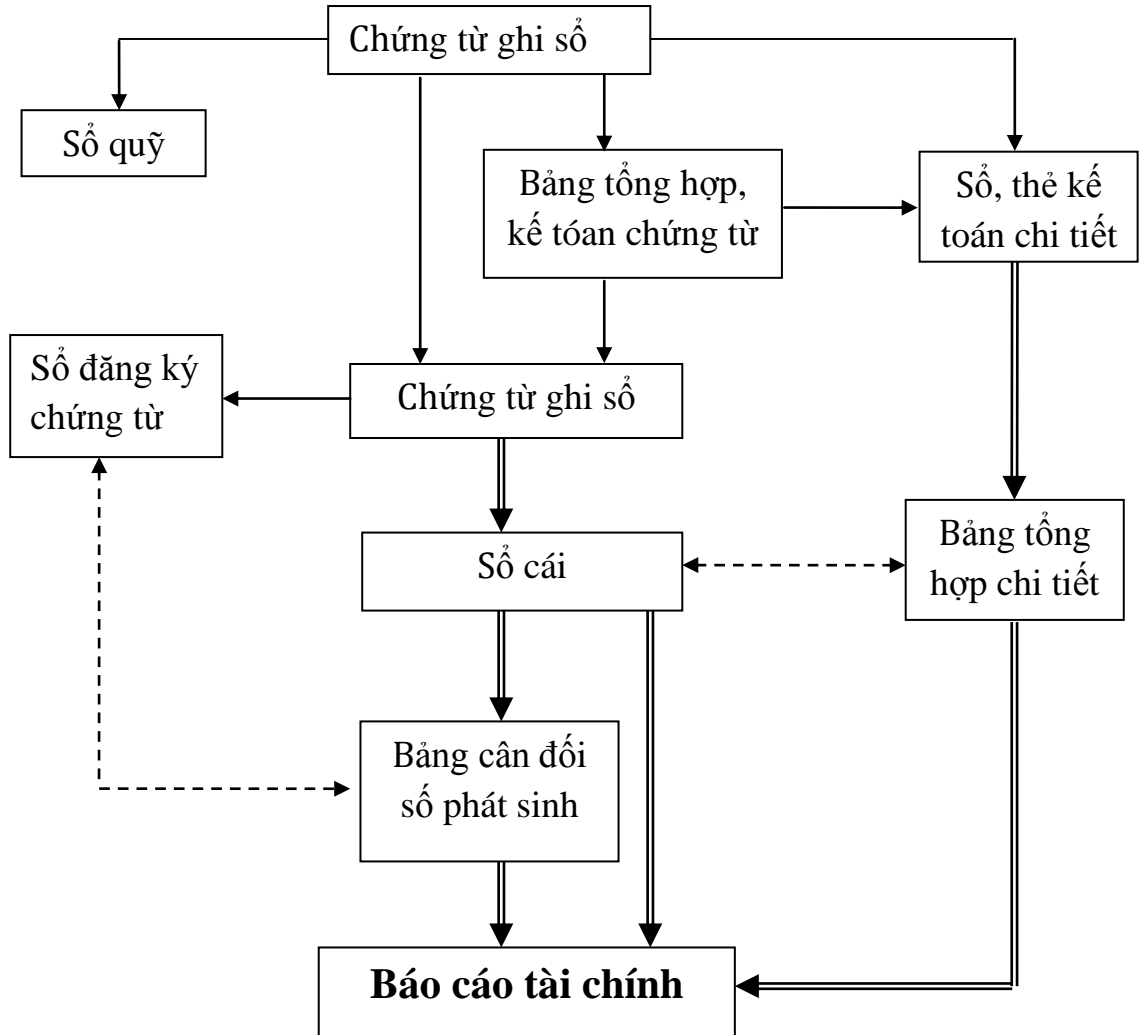 Chứng từ ghi sổ
Sổ quỹ
Bảng tổng hợp,
kế tóan chứng từ
Sổ, thẻ kế
toán chi tiết
Sổ đăng ký
chứng từ
Chứng từ ghi sổ
Sổ cái
Bảng tổng
hợp chi tiết
Bảng cân đối
số phát sinh
Báo cáo tài chính